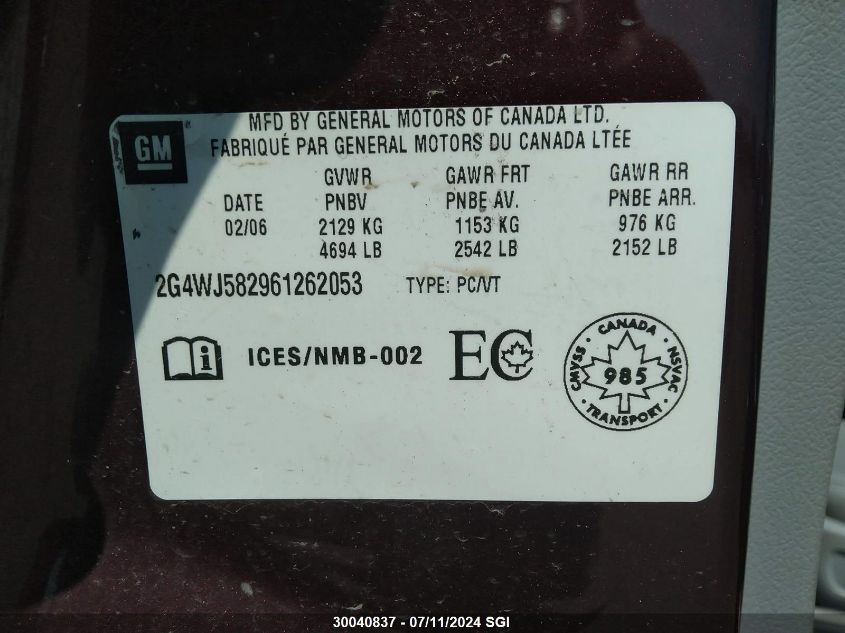 MFD BY GENERAL MOTORS OF CANADA LTD.
FABRIQUÉ PAR GENERAL MOTORS DU CANADA LTÉE
GM
GVWR GAWR FRT GAWR RR
DATE PNBV PNBE AV. PNBE ARR.
02/06 2129 KG 1153 KG 976 KG
4694 LB 2542 LB 2152 LB
2G4WJ582961262053 TYPE: PC/VT
i ICES/NMB-002 EC
CANADA
CMVSS 985 NSVAC
TRANSPORT
30040837 - 07/11/2024 SGI